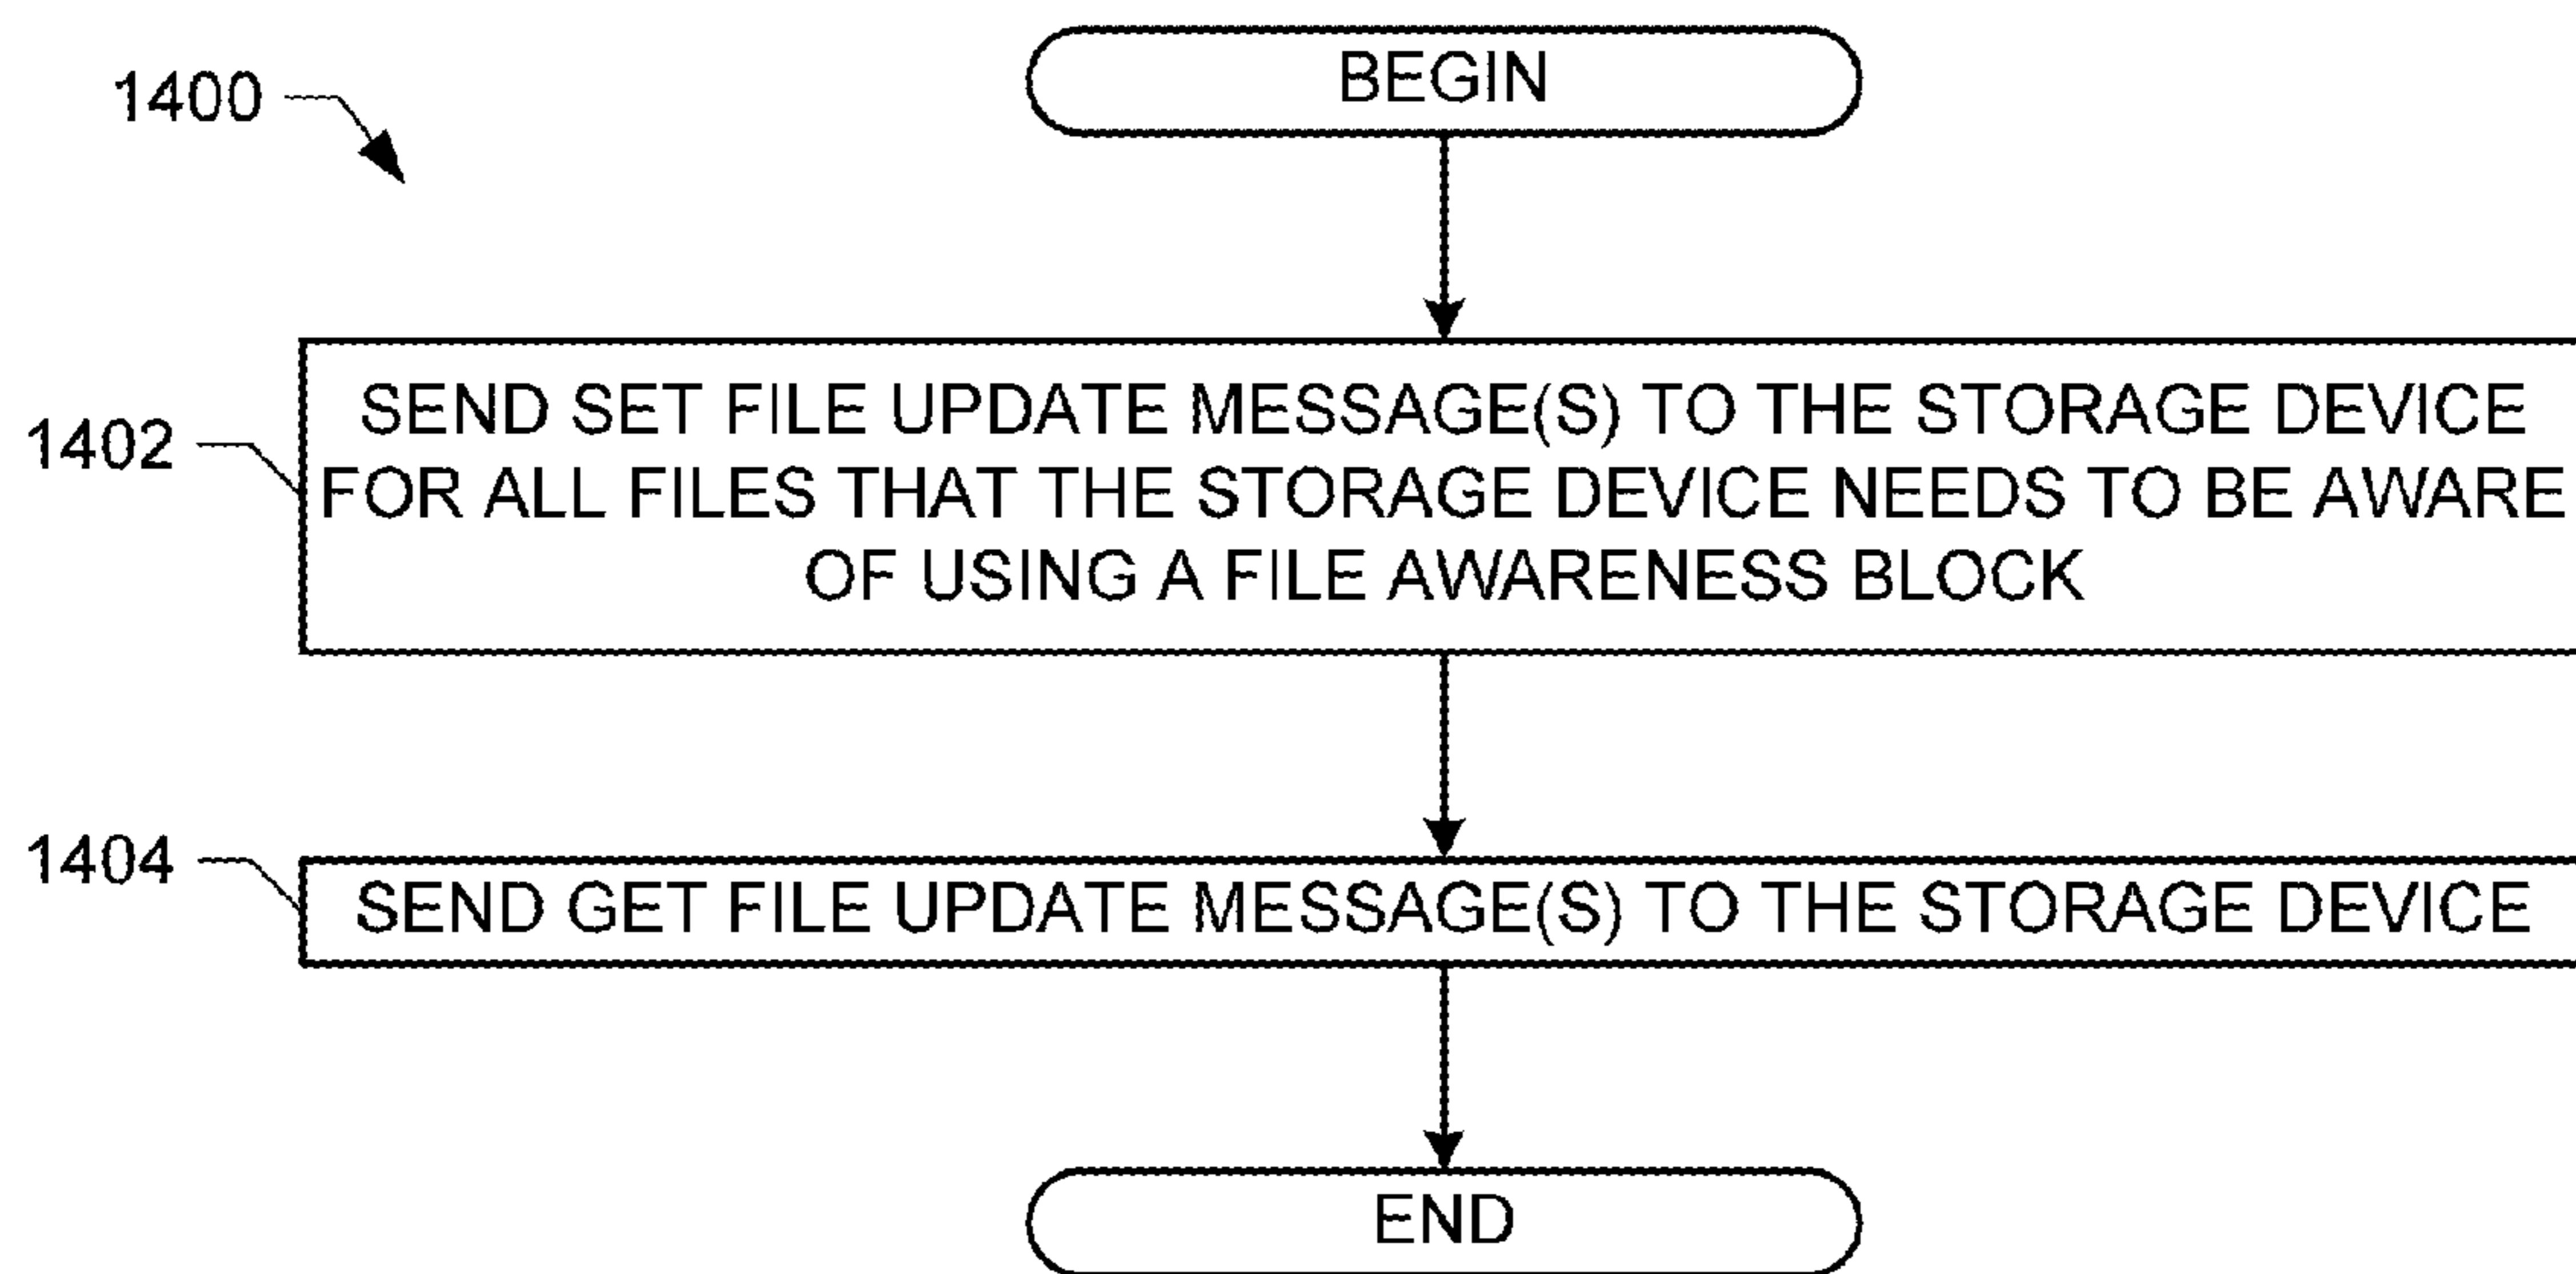 1400
BEGIN
1402
SEND SET FILE UPDATE MESSAGE(S) TO THE STORAGE DEVICE
FOR ALL FILES THAT THE STORAGE DEVICE NEEDS TO BE AWARE
OF USING A FILE AWARENESS BLOCK
1404
SEND GET FILE UPDATE MESSAGE(S) TO THE STORAGE DEVICE
END